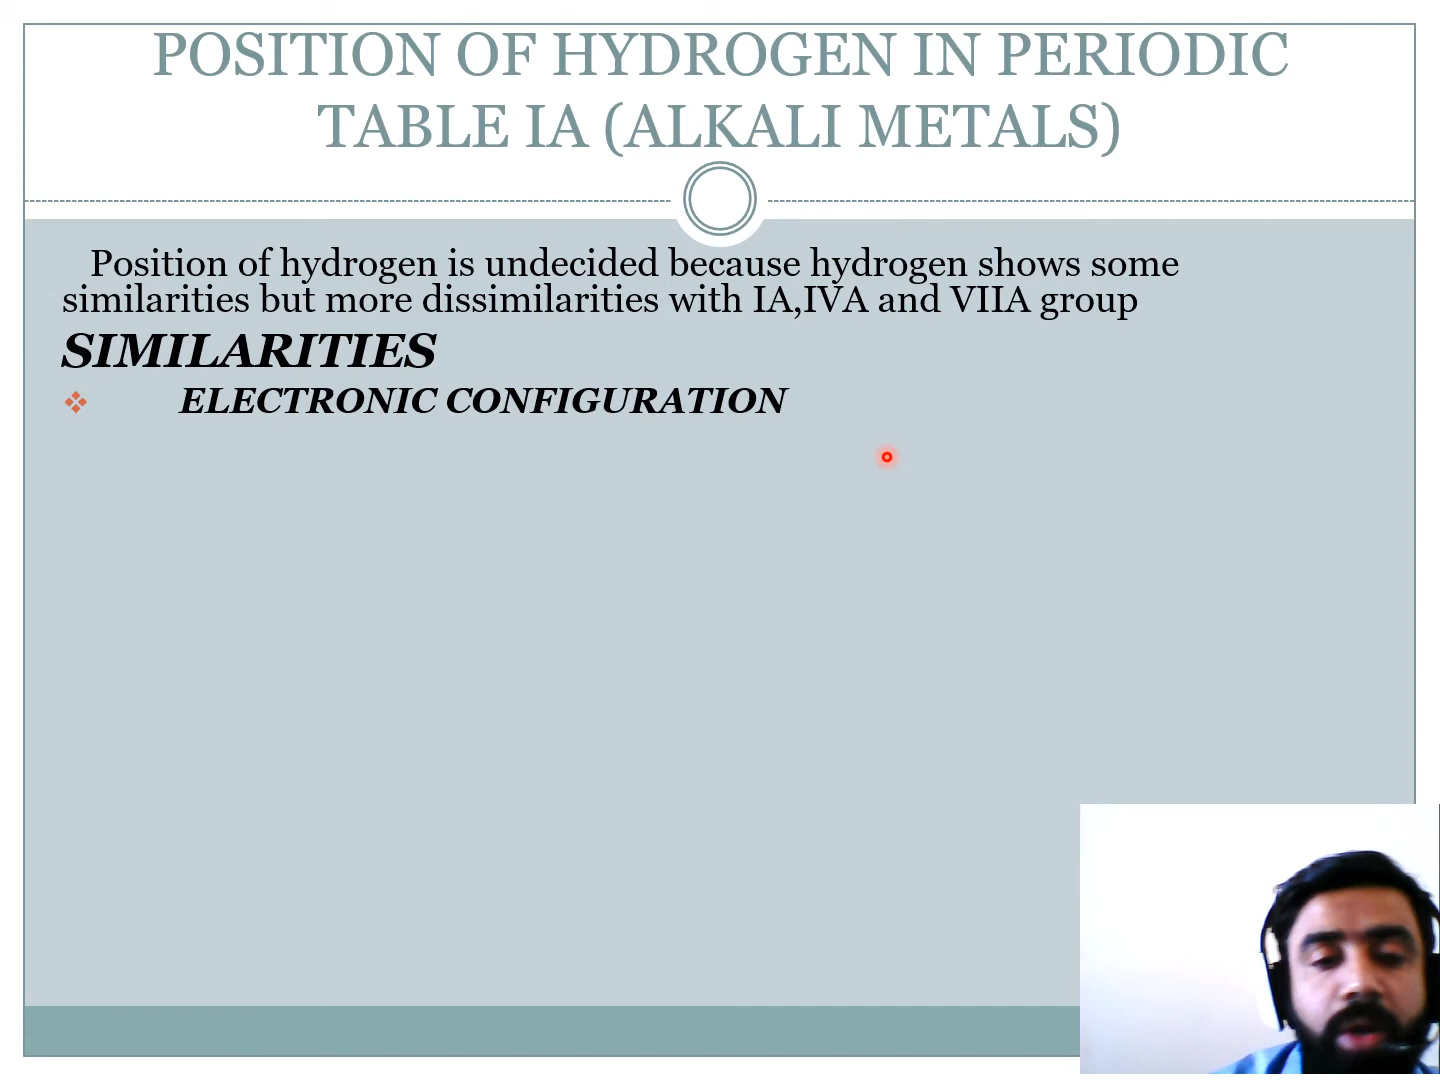 POSITION OF HYDROGEN IN PERIODIC
TABLE IA (ALKALI METALS)
Position of hydrogen is undecided because hydrogen shows some
similarities but more dissimilarities with IA,IVA and VIIA group
SIMILARITIES
ELECTRONIC CONFIGURATION